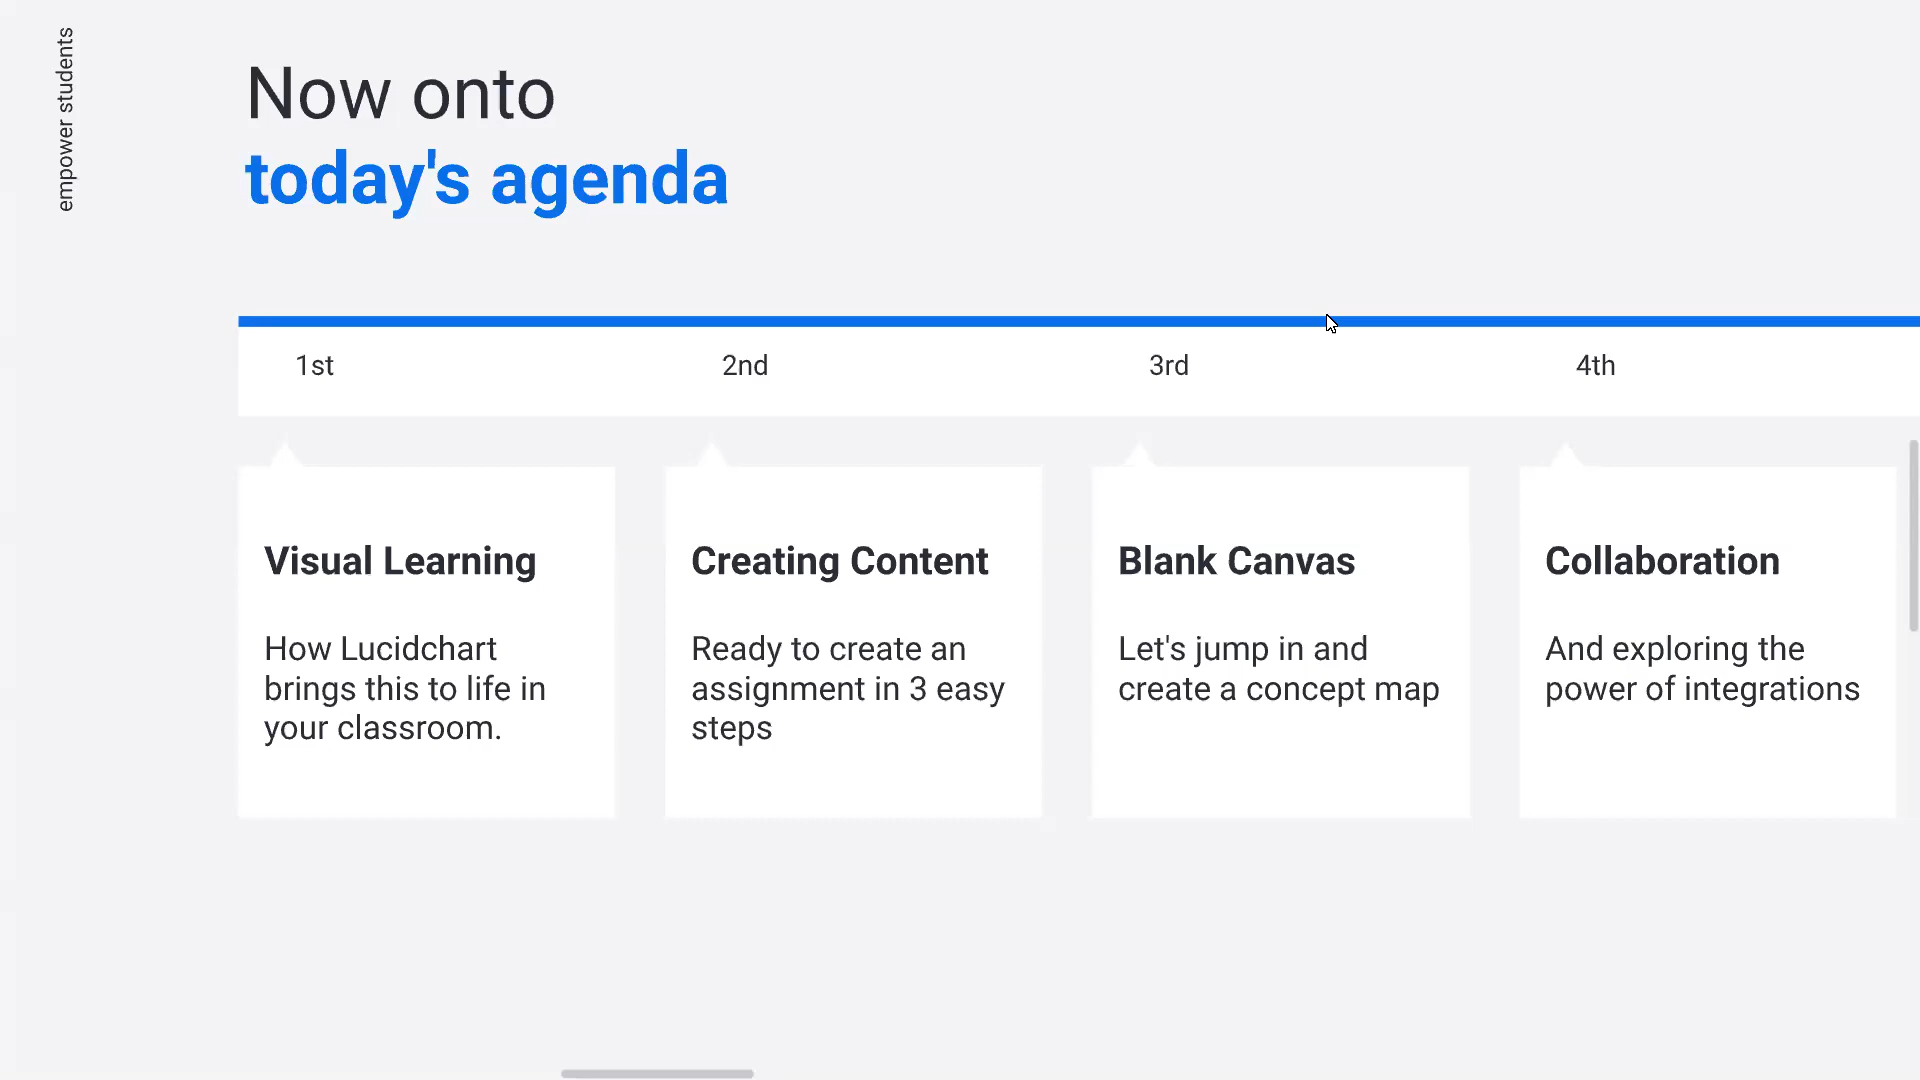 empower students
Now onto
today's agenda
1st
2nd
3rd
4th
Visual Learning
How Lucidchart
brings this to life in
your classroom.
Creating Content
Ready to create an
assignment in 3 easy
steps
Blank Canvas
Let's jump in and
create a concept map
Collaboration
And exploring the
power of integrations